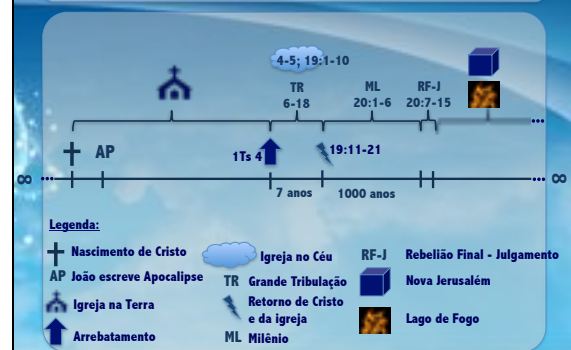 4-5; 19:1-10
TR
6-18
ML
20:1-6
RF-J
20:7-15
AP
1Ts 4
19:11-21
∞ ... ... ∞
7 anos
1000 anos
Legenda:
Nascimento de Cristo
AP João escreve Apocalipse
Igreja na Terra
Arrebatamento
Igreja no Céu
TR Grande Tribulação
Retorno de Cristo
e da igreja
ML Milênio
RF-J Rebelião Final - Julgamento
Nova Jerusalém
Lago de Fogo